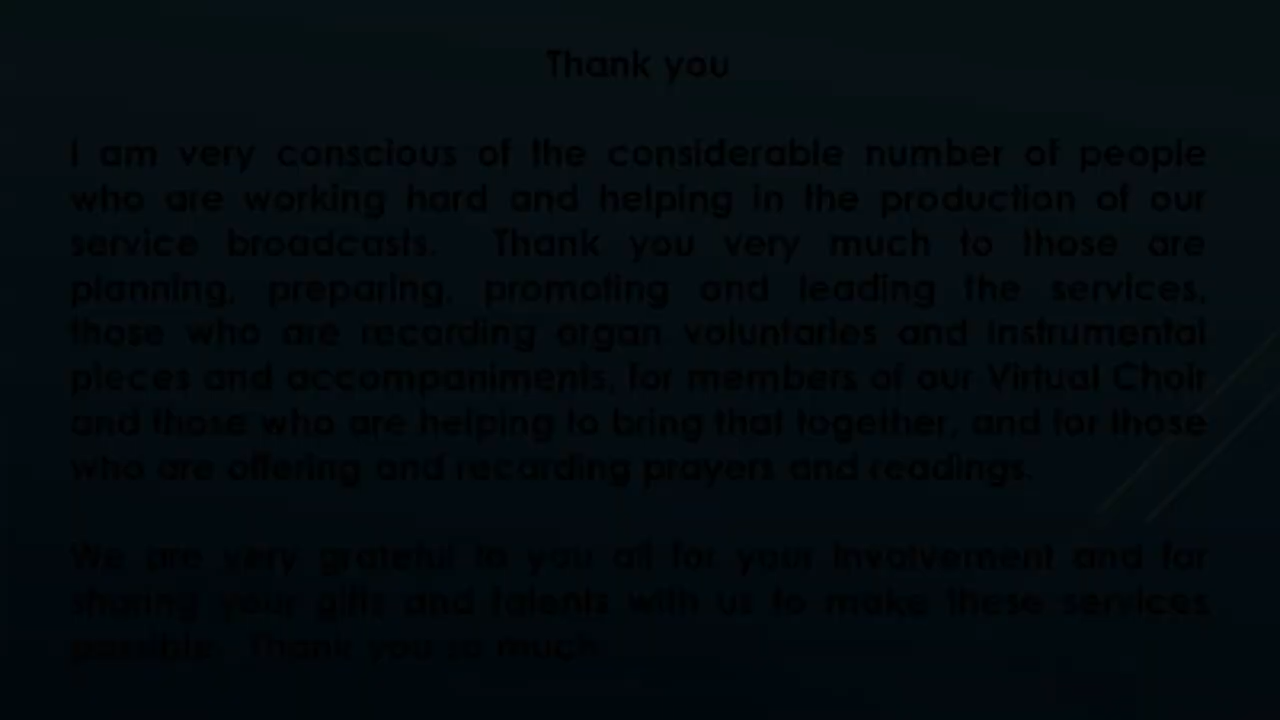 Thank you
I am very conscious of the considerable number of people
who are working hard and helping in the production of our
service broadcasts. Thank you very much to those are
planning, preparing, promoting and leading the services,
those who are recording organ voluntaries and instrumental
pieces and accompaniments, for members of our Virtual Choir
and those who are helping to bring that together, and for those
who are offering and recording prayers and readings.
We are very grateful to you all for your involvement and for
sharing your gifts and talents with us to make these services
possible. Thank you so much.